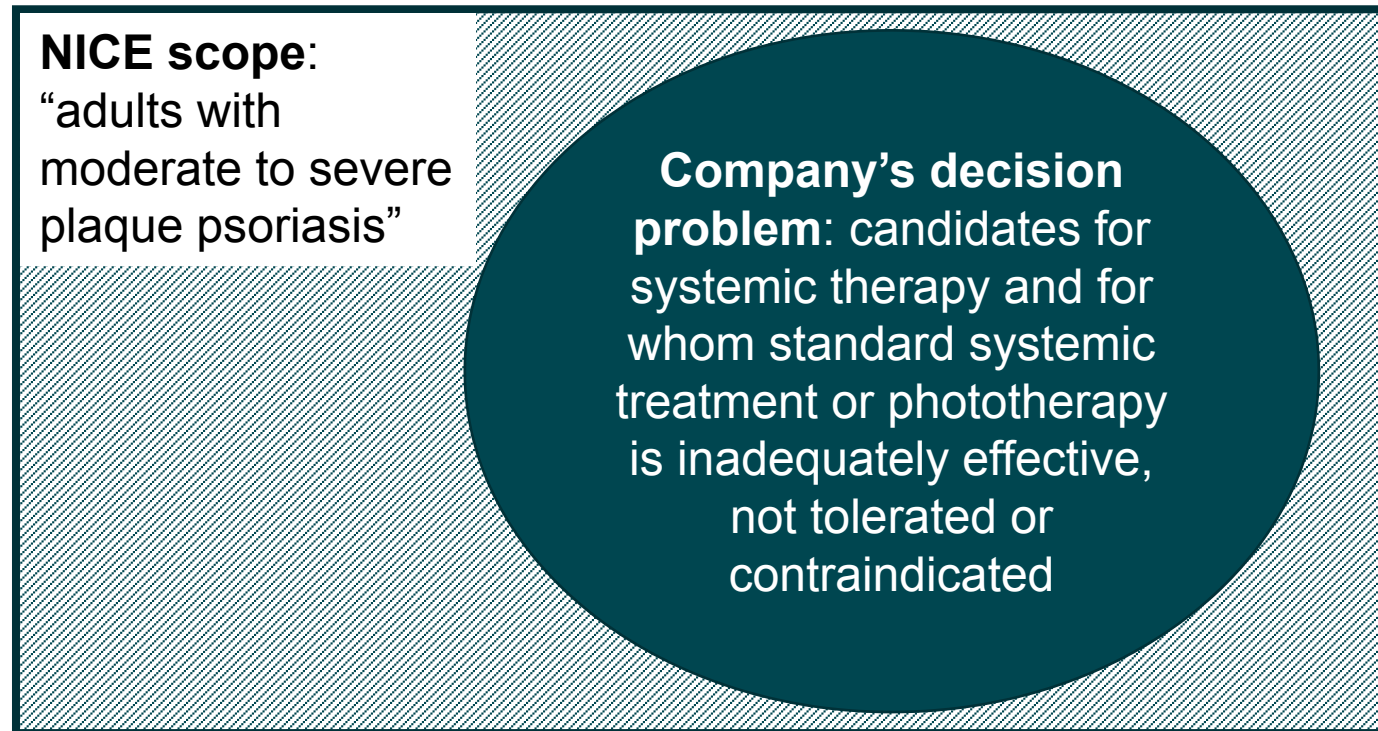 NICE scope:
“adults with
moderate to severe
plaque psoriasis”
Company’s decision
problem: candidates for
systemic therapy and for
whom standard systemic
treatment or phototherapy
is inadequately effective,
not tolerated or
contraindicated